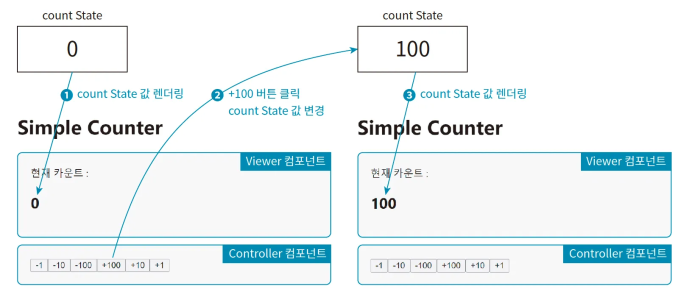 count State
0
1 count State 값 렌더링
2 +100 버튼 클릭
count State 값 변경
Simple Counter
Viewer 컴포넌트
현재 카운트 :
0
Controller 컴포넌트
-1 -10 -100 +100 +10 +1
count State
100
3 count State 값 렌더링
Simple Counter
Viewer 컴포넌트
현재 카운트 :
100
Controller 컴포넌트
-1 -10 -100 +100 +10 +1